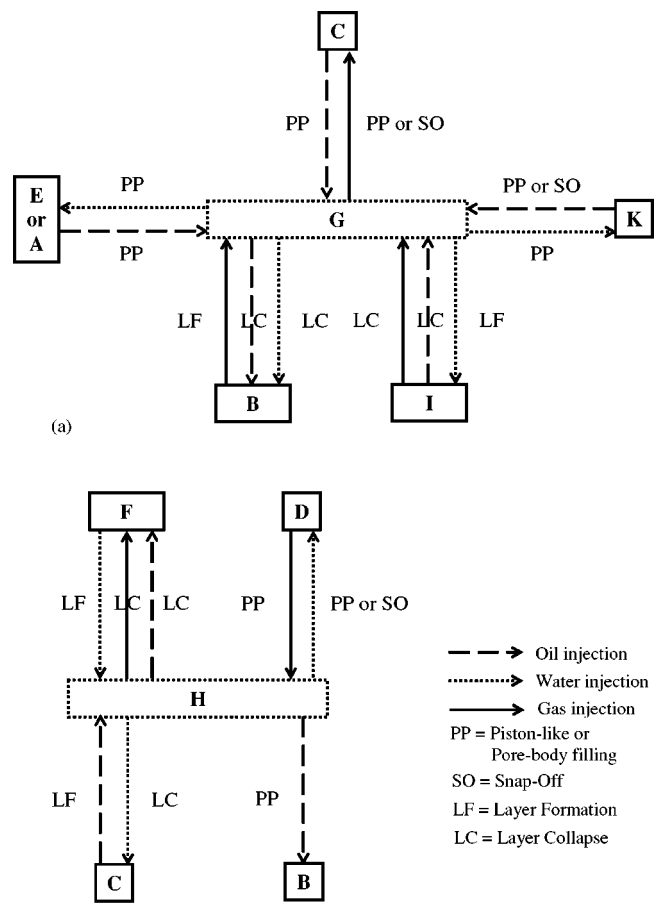 C
PP
PP or SO
E
or
A
PP
PP
G
PP or SO
PP
K
LF
LC
LC
LC
LC
LF
B
I
(a)
F
D
LF
LC
LC
PP
PP or SO
H
LF
LC
PP
C
B
Oil injection
Water injection
Gas injection
PP = Piston-like or
Pore-body filling
SO = Snap-Off
LF = Layer Formation
LC = Layer Collapse